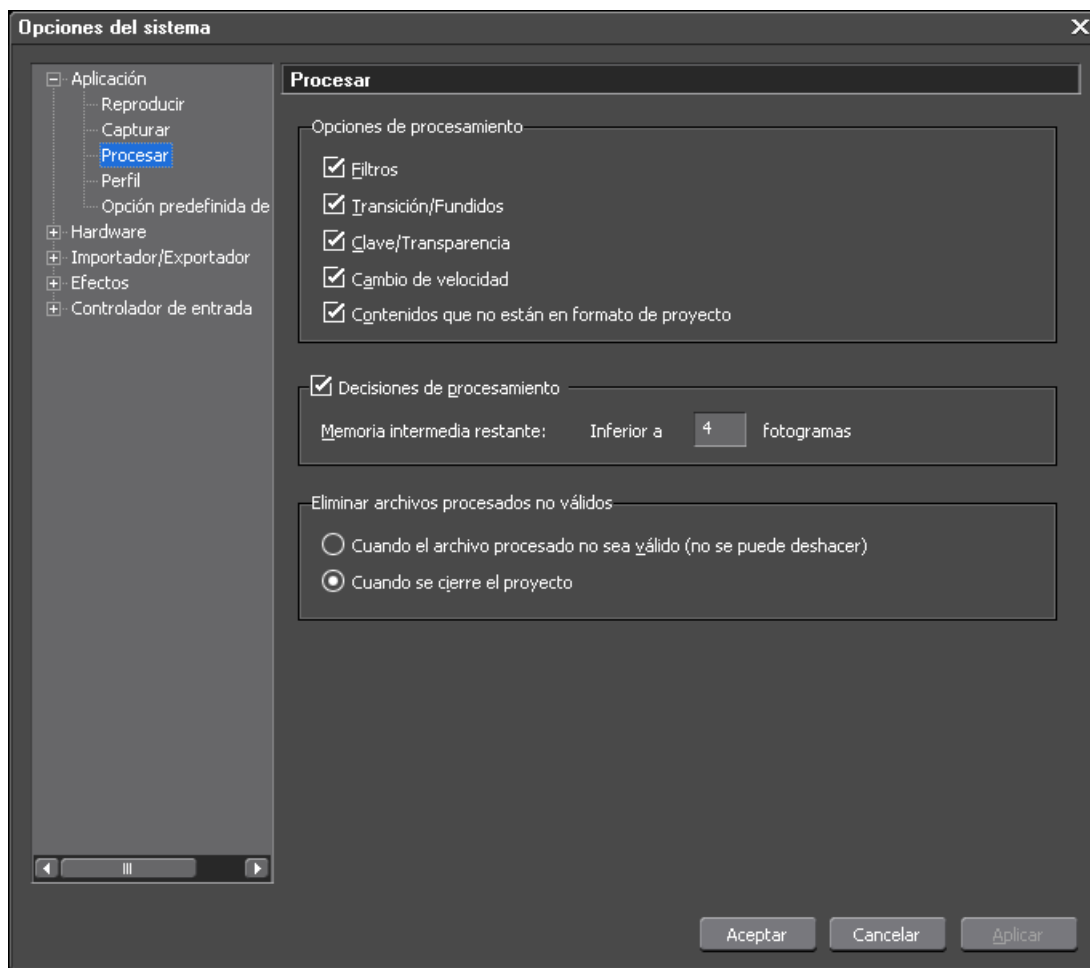 Opciones del sistema
Aplicación
Reproducir
Capturar
Procesar
Perfil
Opción predefinida de
Hardware
Importador/Exportador
Efectos
Controlador de entrada
Procesar
Opciones de procesamiento
Filtros
Transición/Fundidos
Clave/Transparencia
Cambio de velocidad
Contenidos que no están en formato de proyecto
Decisiones de procesamiento
Memoria intermedia restante: Inferior a 4 fotogramas
Eliminar archivos procesados no válidos
Cuando el archivo procesado no sea válido (no se puede deshacer)
Cuando se cierre el proyecto
Aceptar Cancelar Aplicar